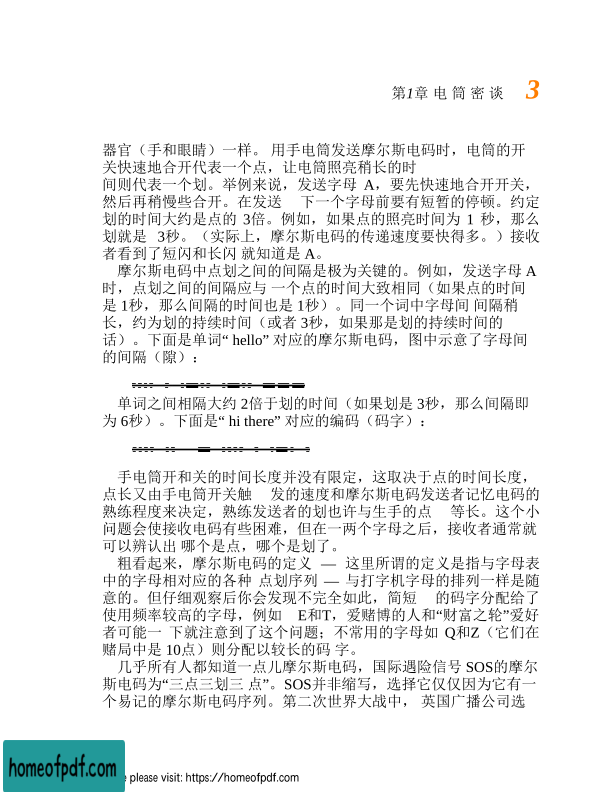 第1章 电 筒 密 谈 3
器官（手和眼睛）一样。 用手电筒发送摩尔斯电码时，电筒的开
关快速地合开代表一个点，让电筒照亮稍长的时
间则代表一个划。举例来说，发送字母 A，要先快速地合开开关，
然后再稍慢些合开。在发送 下一个字母前要有短暂的停顿。约定
划的时间大约是点的 3倍。例如，如果点的照亮时间为 1 秒，那么
划就是 3秒。（实际上，摩尔斯电码的传递速度要快得多。）接收
者看到了短闪和长闪 就知道是 A。
摩尔斯电码中点划之间的间隔是极为关键的。例如，发送字母 A
时，点划之间的间隔应与 一个点的时间大致相同（如果点的时间
是 1秒，那么间隔的时间也是 1秒）。同一个词中字母间 间隔稍
长，约为划的持续时间（或者 3秒，如果那是划的持续时间的
话）。下面是单词“ hello” 对应的摩尔斯电码，图中示意了字母间
的间隔（隙）：
单词之间相隔大约 2倍于划的时间（如果划是 3秒，那么间隔即
为 6秒）。下面是“ hi there” 对应的编码（码字）：
手电筒开和关的时间长度并没有限定，这取决于点的时间长度，
点长又由手电筒开关触 发的速度和摩尔斯电码发送者记忆电码的
熟练程度来决定，熟练发送者的划也许与生手的点 等长。这个小
问题会使接收电码有些困难，但在一两个字母之后，接收者通常就
可以辨认出 哪个是点，哪个是划了。
粗看起来，摩尔斯电码的定义 — 这里所谓的定义是指与字母表
中的字母相对应的各种 点划序列 — 与打字机字母的排列一样是随
意的。但仔细观察后你会发现不完全如此，简短 的码字分配给了
使用频率较高的字母，例如 E和T，爱赌博的人和“财富之轮”爱好
者可能一 下就注意到了这个问题；不常用的字母如 Q和Z（它们在
赌局中是 10点）则分配以较长的码 字。
几乎所有人都知道一点儿摩尔斯电码，国际遇险信号 SOS的摩尔
斯电码为“三点三划三 点”。SOS并非缩写，选择它仅仅因为它有一
个易记的摩尔斯电码序列。第二次世界大战中， 英国广播公司选
homeofpdf.com
please visit: https://homeofpdf.com